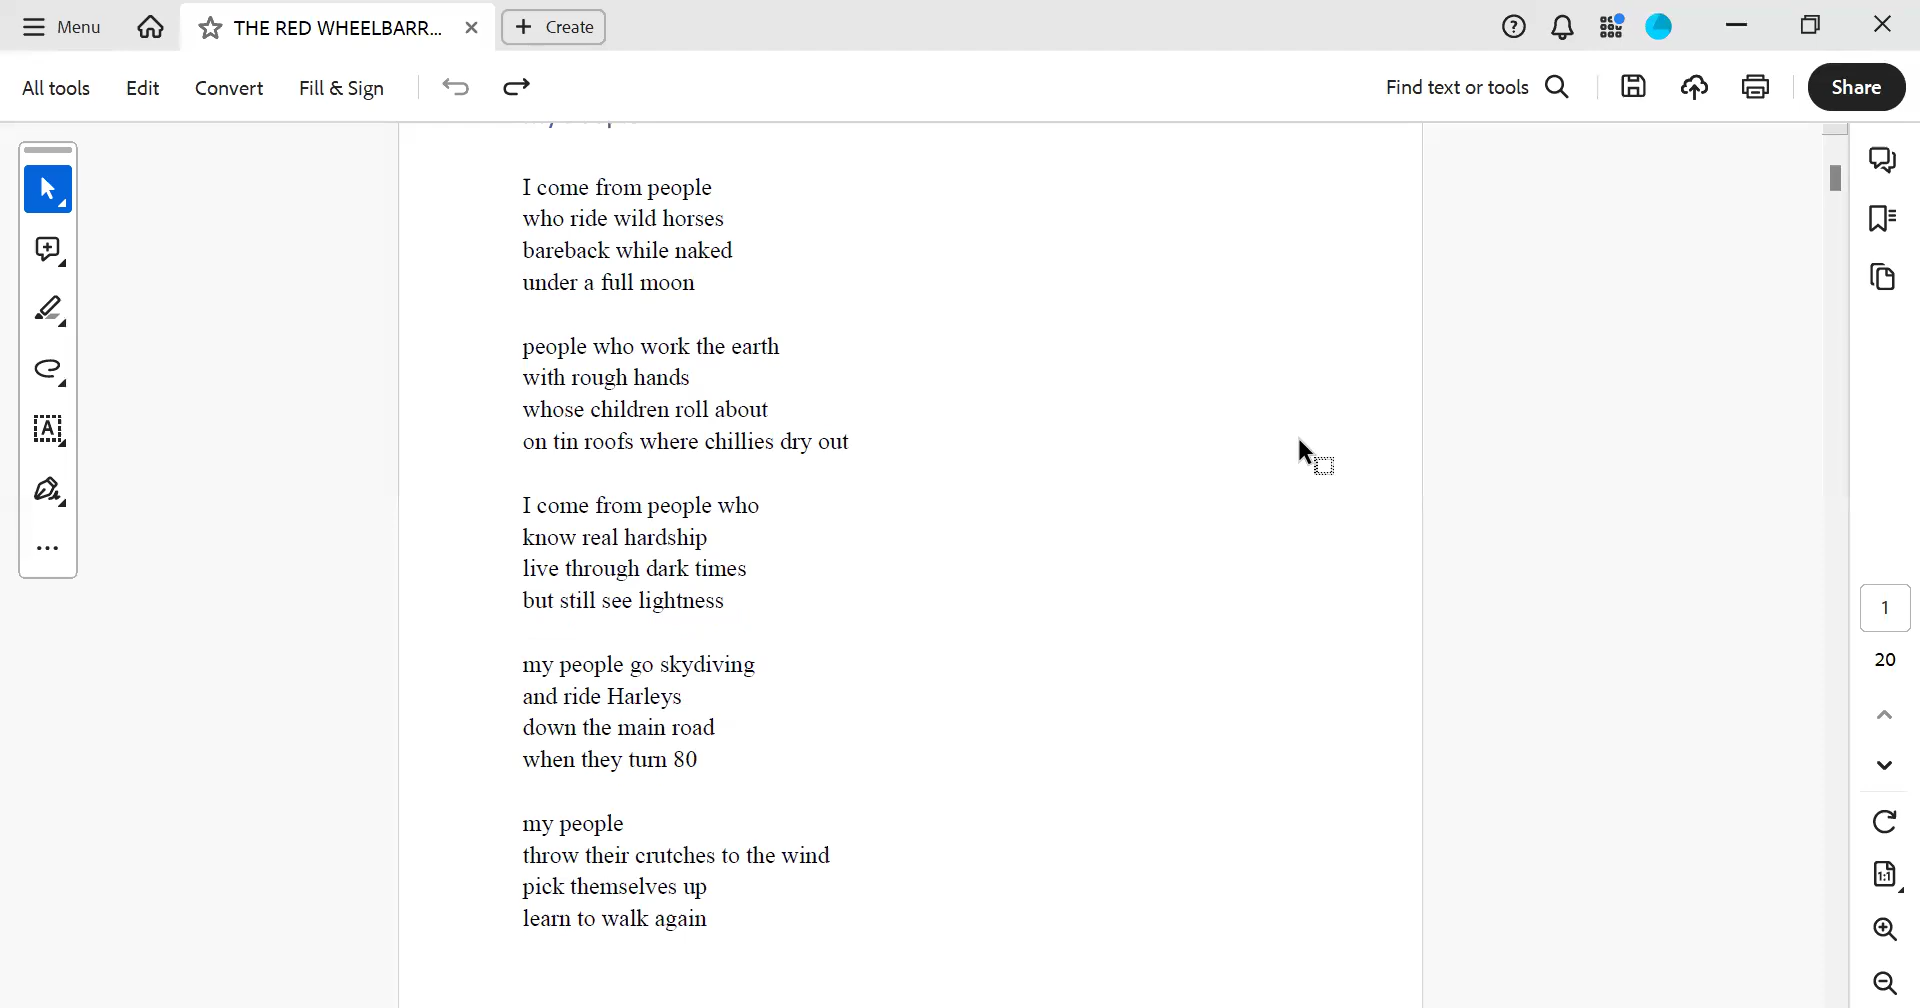 Menu
THE RED WHEELBARR...
Create
All tools
Edit
Convert
Fill & Sign
Find text or tools
Share
I come from people
who ride wild horses
bareback while naked
under a full moon
people who work the earth
with rough hands
whose children roll about
on tin roofs where chillies dry out
I come from people who
know real hardship
live through dark times
but still see lightness
my people go skydiving
and ride Harleys
down the main road
when they turn 80
my people
throw their crutches to the wind
pick themselves up
learn to walk again
1
20
1:1